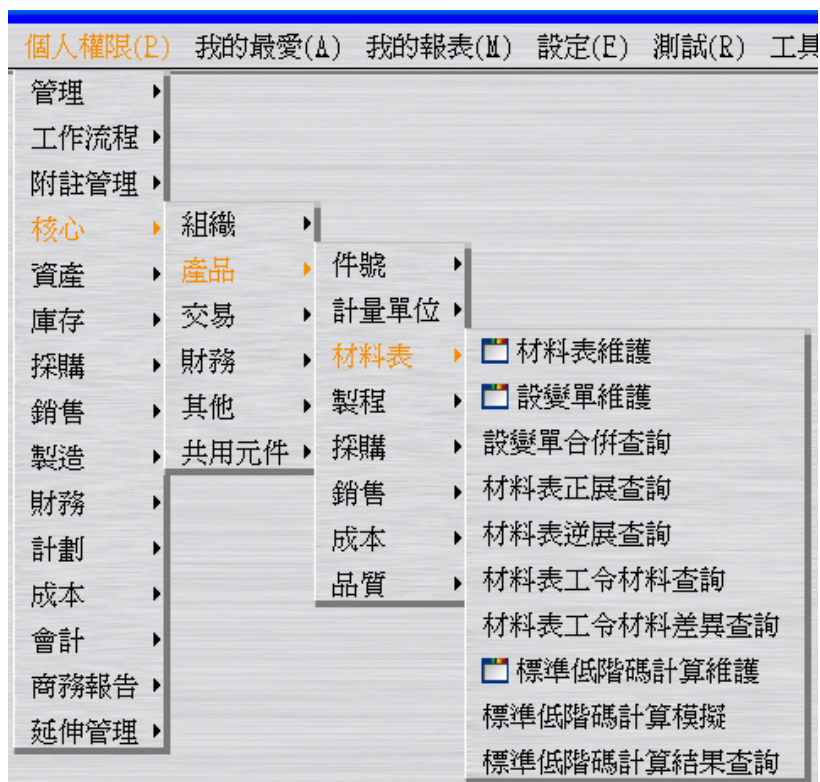 個人權限(P) 我的最愛(A) 我的報表(M) 設定(F) 測試(R) 工具
管理
工作流程
附註管理
核心
資產
庫存
採購
銷售
製造
財務
計劃
成本
會計
商務報告
延伸管理
組織
產品
交易
財務
其他
共用元件
件號
計量單位
材料表
製程
採購
銷售
成本
品質
材料表維護
設變單維護
設變單合併查詢
材料表正展查詢
材料表逆展查詢
材料表工令材料查詢
材料表工令材料差異查詢
標準低階碼計算維護
標準低階碼計算模擬
標準低階碼計算結果查詢